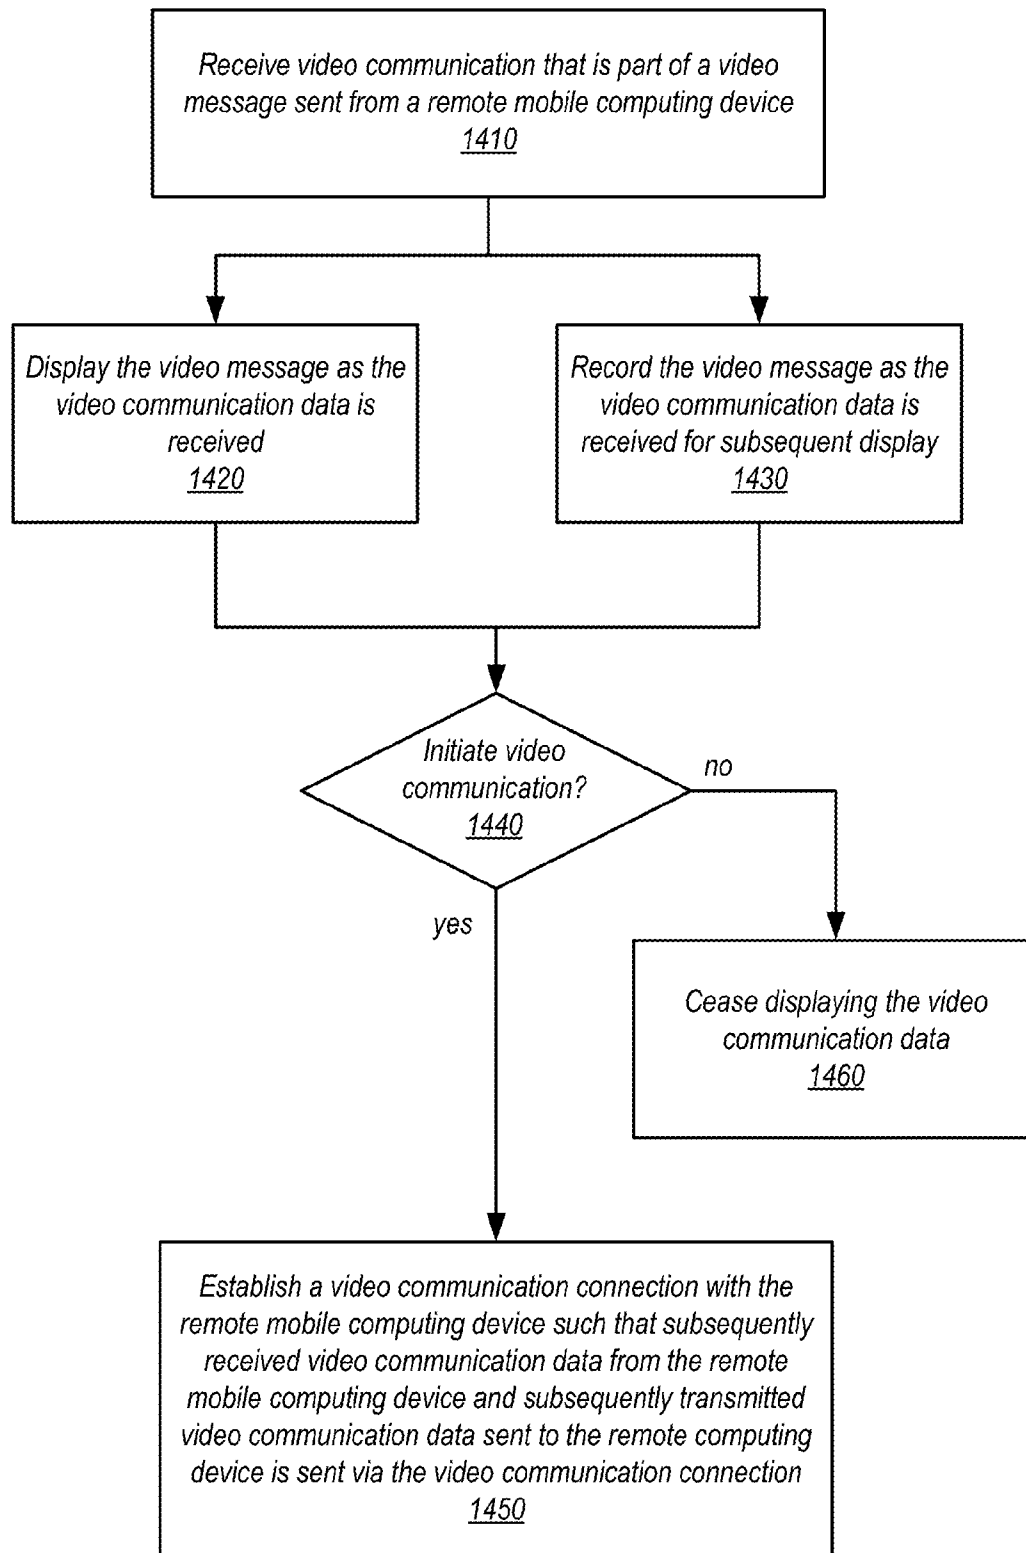 Receive video communication that is part of a video
message sent from a remote mobile computing device
1410
Display the video message as the
video communication data is
received
1420
Record the video message as the
video communication data is
received for subsequent display
1430
Initiate video
communication?
1440
no
yes
Cease displaying the video
communication data
1460
Establish a video communication connection with the
remote mobile computing device such that subsequently
received video communication data from the remote
mobile computing device and subsequently transmitted
video communication data sent to the remote computing
device is sent via the video communication connection
1450